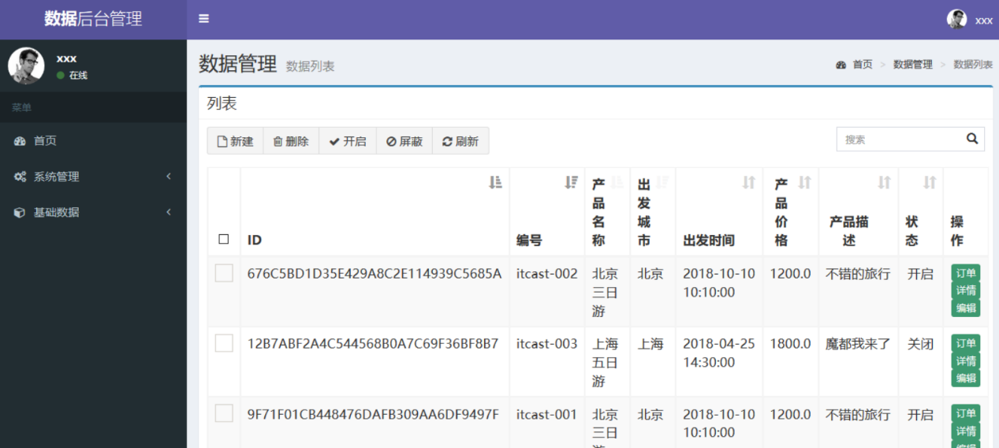 数据后台管理
xxx
xxx
在线
菜单
首页
系统管理
基础数据
数据管理 数据列表
首页 > 数据管理 > 数据列表
列表
新建 删除 开启 屏蔽 刷新
搜索
ID 编号 产品名称 出发城市 出发时间 产品价格 产品描述 状态 操作
676C5BD1D35E429A8C2E114939C5685A itcast-002 北京三日游 北京 2018-10-10 10:10:00 1200.0 不错的旅行 开启 订单 详情 编辑
12B7ABF2A4C544568B0A7C69F36BF8B7 itcast-003 上海五日游 上海 2018-04-25 14:30:00 1800.0 魔都我来了 关闭 订单 详情 编辑
9F71F01CB448476DAFB309AA6DF9497F itcast-001 北京三日 北京 2018-10-10 10:10:00 1200.0 不错的旅行 开启 订单 详情